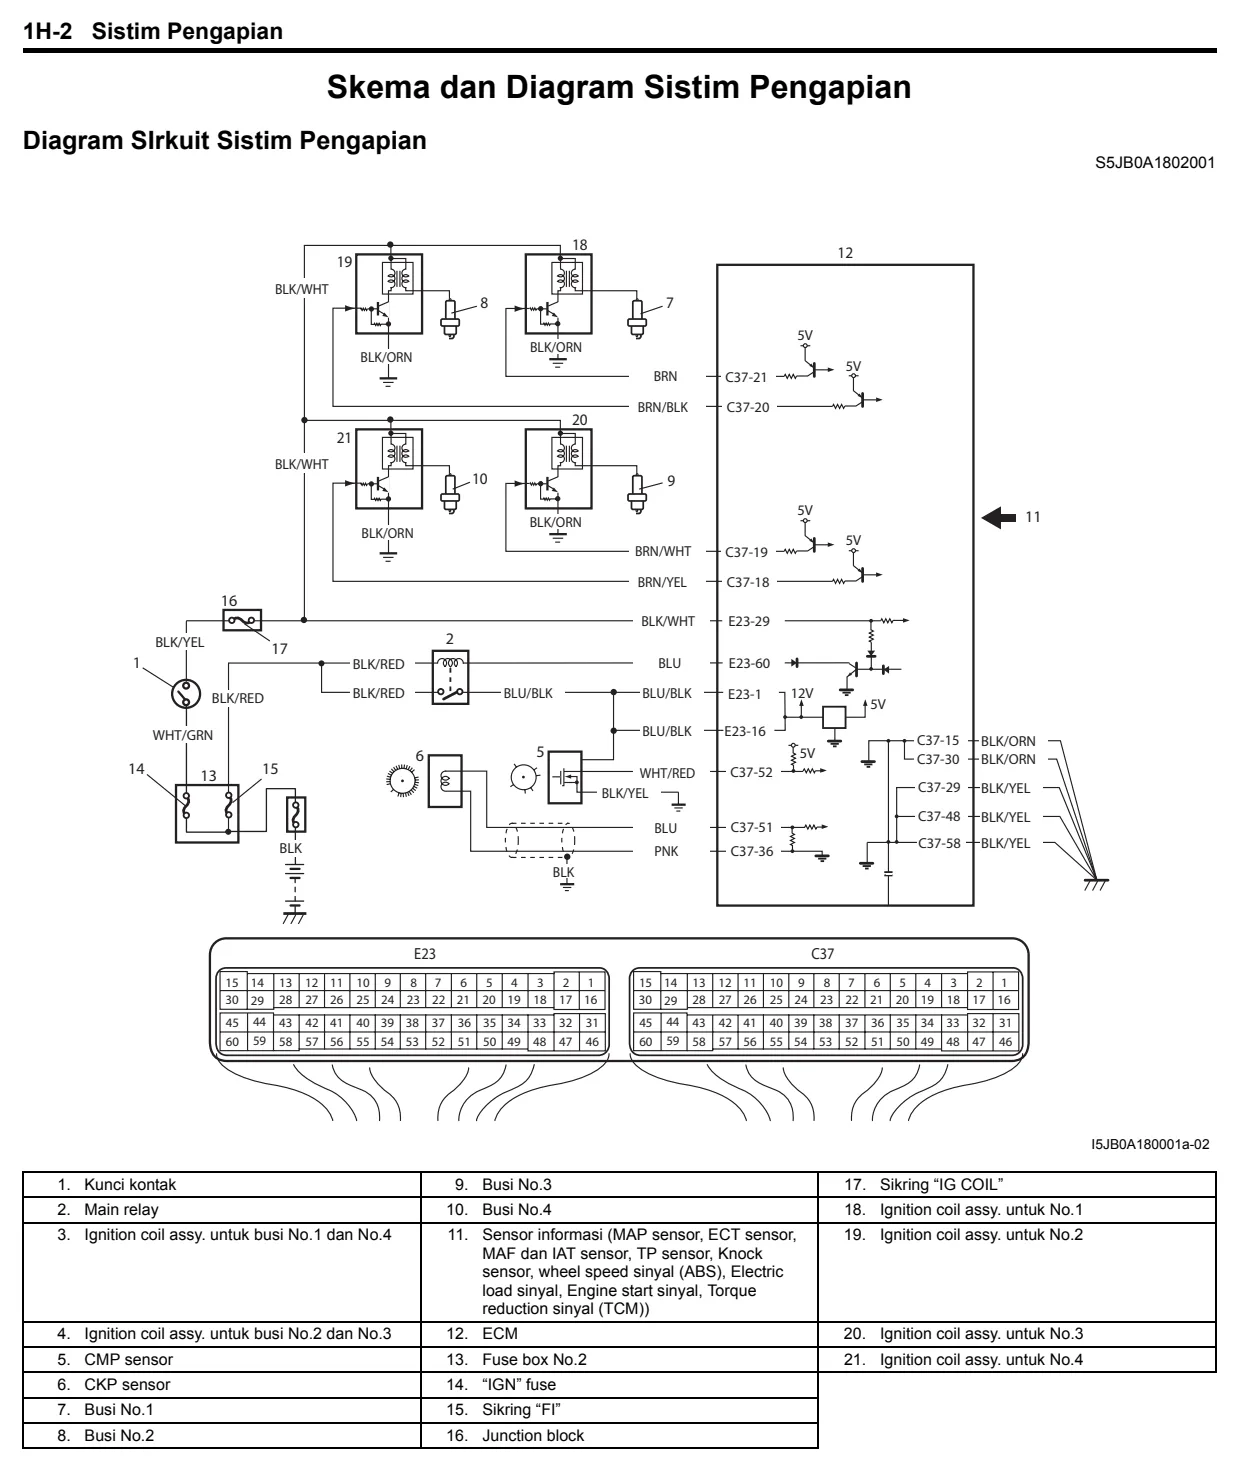 1H-2 Sistim Pengapian
Skema dan Diagram Sistim Pengapian
Diagram SIrkuit Sistim Pengapian
S5JB0A1802001
19
18
12
BLK/WHT
8
7
BLK/ORN
BLK/ORN
5V
5V
BRN
C37-21
BRN/BLK
C37-20
21
20
BLK/WHT
10
9
BLK/ORN
BLK/ORN
5V
5V
11
BRN/WHT
C37-19
BRN/YEL
C37-18
16
17
BLK/WHT
E23-29
BLK/YEL
1
2
BLK/RED
BLU
E23-60
BLK/RED
BLK/RED
BLU/BLK
BLU/BLK
E23-1
12V
5V
WHT/GRN
BLU/BLK
E23-16
C37-15
BLK/ORN
C37-30
BLK/ORN
14
13
15
6
5
5V
WHT/RED
C37-52
BLK/YEL
C37-29
BLK/YEL
C37-48
BLK/YEL
BLU
C37-51
C37-58
BLK/YEL
BLK
PNK
C37-36
BLK
E23
C37
15 14 13 12 11 10 9 8 7 6 5 4 3 2 1
30 29 28 27 26 25 24 23 22 21 20 19 18 17 16
45 44 43 42 41 40 39 38 37 36 35 34 33 32 31
60 59 58 57 56 55 54 53 52 51 50 49 48 47 46
15 14 13 12 11 10 9 8 7 6 5 4 3 2 1
30 29 28 27 26 25 24 23 22 21 20 19 18 17 16
45 44 43 42 41 40 39 38 37 36 35 34 33 32 31
60 59 58 57 56 55 54 53 52 51 50 49 48 47 46
I5JB0A180001a-02
1. Kunci kontak
9. Busi No.3
17. Sikring “IG COIL”
2. Main relay
10. Busi No.4
18. Ignition coil assy. untuk No.1
3. Ignition coil assy. untuk busi No.1 dan No.4
11. Sensor informasi (MAP sensor, ECT sensor,
MAF dan IAT sensor, TP sensor, Knock
sensor, wheel speed sinyal (ABS), Electric
load sinyal, Engine start sinyal, Torque
reduction sinyal (TCM))
19. Ignition coil assy. untuk No.2
4. Ignition coil assy. untuk busi No.2 dan No.3
12. ECM
20. Ignition coil assy. untuk No.3
5. CMP sensor
13. Fuse box No.2
21. Ignition coil assy. untuk No.4
6. CKP sensor
14. “IGN” fuse
7. Busi No.1
15. Sikring “FI”
8. Busi No.2
16. Junction block